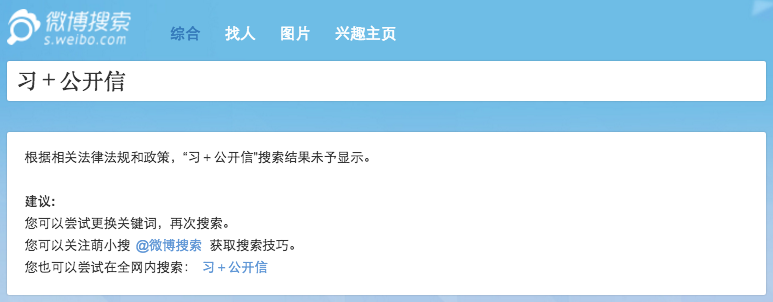 微博搜索
s.weibo.com
综合 找人 图片 兴趣主页
习＋公开信
根据相关法律法规和政策，“习＋公开信”搜索结果未予显示。
建议：
您可以尝试更换关键词，再次搜索。
您可以关注萌小搜 @微博搜索 获取搜索技巧。
您也可以尝试在全网内搜索： 习＋公开信